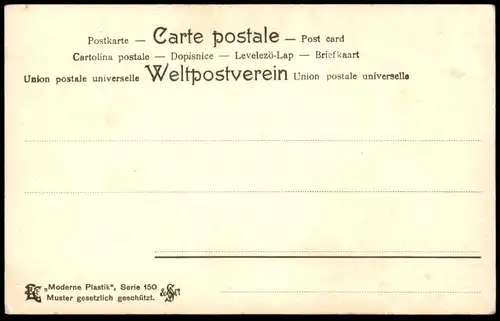 Postkarte — Carte postale — Post card
Cartolina postale — Dopisnice — Levelező-Lap — Briefkaart
Union postale universelle Weltpostverein Union postale universelle
„Moderne Plastik“, Serie 150
Muster gesetzlich geschützt.